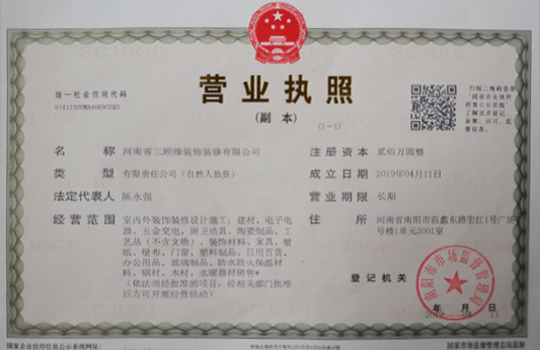 统一社会信用代码
营业执照
(副 本)
(1-1)
扫描二维码登录
"国家企业信用
信息公示系统"
了解更多登记、
备案、许可、监
管信息
名 称 河南省三顾缘装饰装修有限公司
类 型 有限责任公司(自然人独资)
法定代表人 陈永强
经营范围 室内外装饰装修设计施工;建材、电子电
器、五金交电、厨卫洁具、陶瓷制品、工
艺品(不含文物)、装饰材料、家具、壁
纸、壁布、门窗、塑料制品、日用百货、
办公用品、玻璃制品、防水防火保温材
料、钢材、木材、水暖器材销售*
(依法须经批准的项目,经相关部门批准
后方可开展经营活动)
注册资本 贰佰万圆整
成立日期 2019年04月11日
营业期限 长期
住 所 河南省南阳市范蠡东路宏江1号广场
号楼1单元2001室
登记机关
南阳市市场监督管理局
国家企业信用信息公示系统网址:
国家市场监督管理总局监制